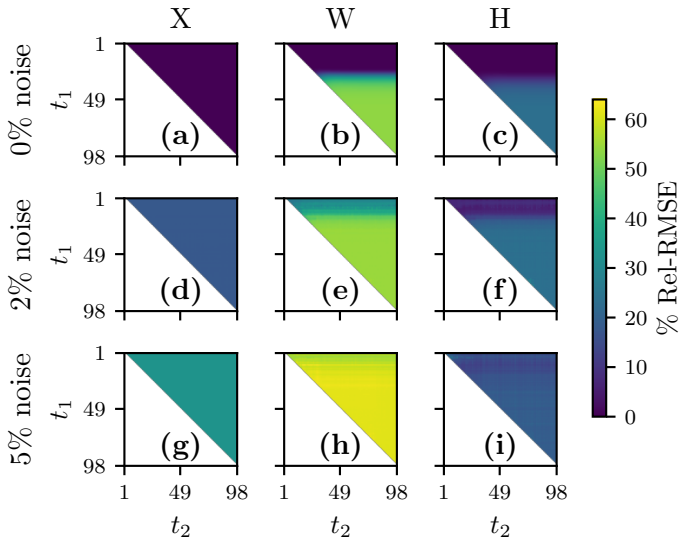 X W H
0% noise
t1
1
49
98
(a) (b) (c)
2% noise
t1
1
49
98
(d) (e) (f)
5% noise
t1
1
49
98
(g) (h) (i)
1 49 98 1 49 98 1 49 98
t2 t2 t2
60
50
40
30
20
10
0
% Rel-RMSE